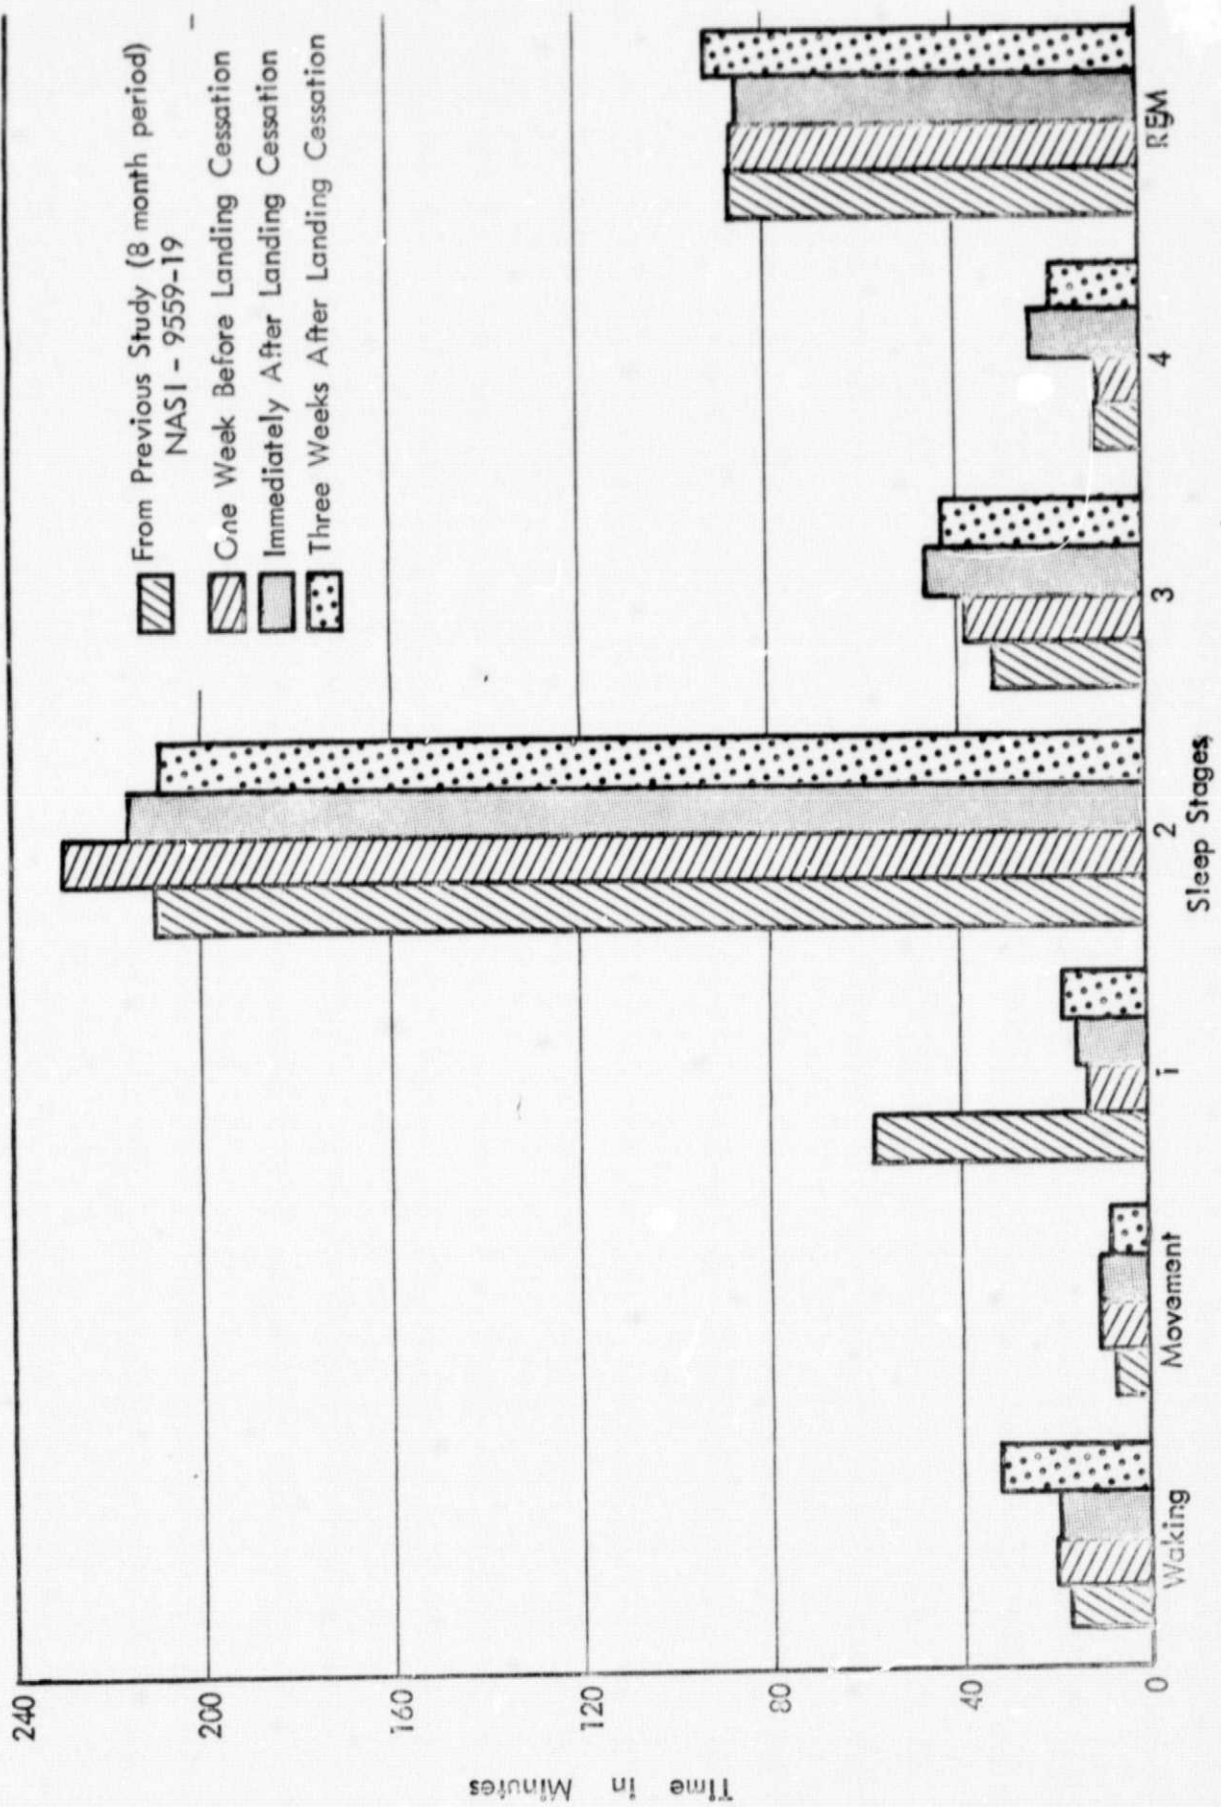 From Previous Study (8 month period)
NASI - 9559-19
One Week Before Landing Cessation
Immediately After Landing Cessation
Three Weeks After Landing Cessation
Time in Minutes
240
200
160
120
80
40
0
Waking
Movement
1
2
3
4
REM
Sleep Stages